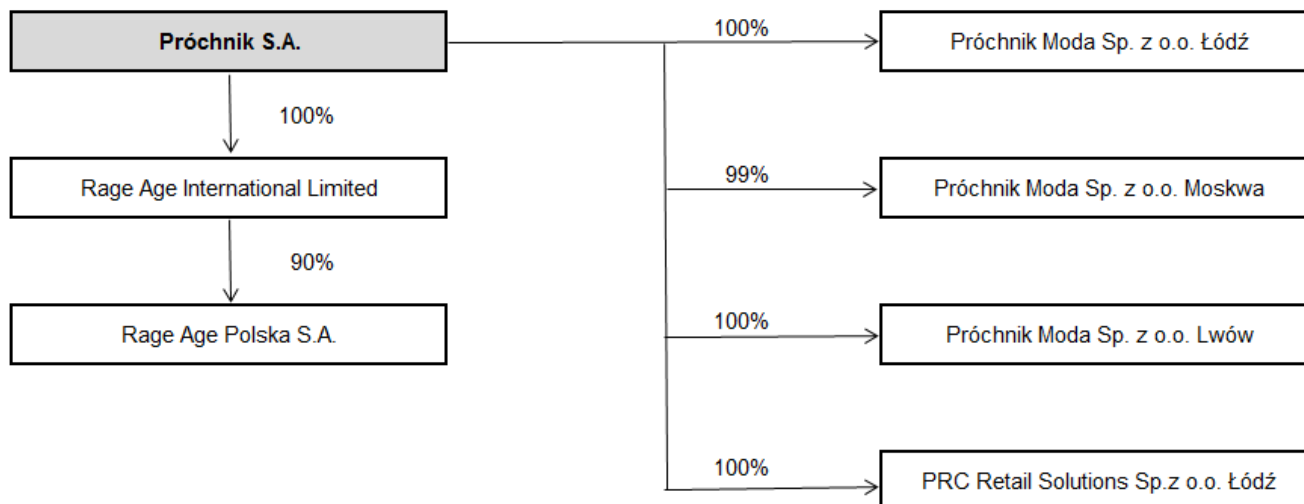 Próchnik S.A.
100%
Próchnik Moda Sp. z o.o. Łódź
100%
Rage Age International Limited
99%
Próchnik Moda Sp. z o.o. Moskwa
90%
Rage Age Polska S.A.
100%
Próchnik Moda Sp. z o.o. Lwów
100%
PRC Retail Solutions Sp.z o.o. Łódź